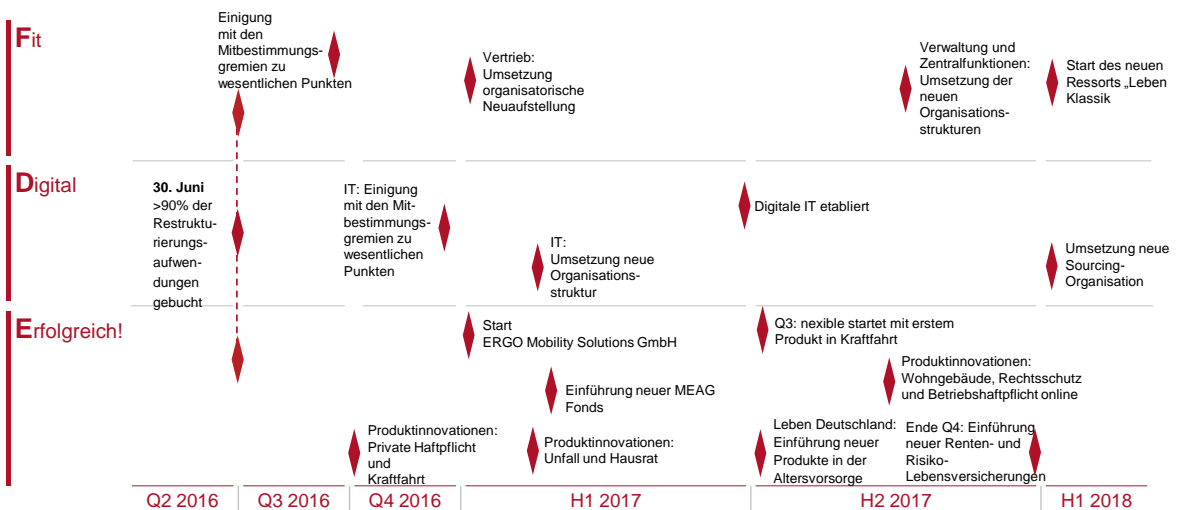 Fit
Einigung
mit den
Mitbestimmungs-
gremien zu
wesentlichen Punkten
Vertrieb:
Umsetzung
organisatorische
Neuaufstellung
Verwaltung und
Zentralfunktionen:
Umsetzung der
neuen
Organisations-
strukturen
Start des neuen
Ressorts „Leben
Klassik
Digital
30. Juni
>90% der
Restruktu-
rierungs-
aufwen-
dungen
gebucht
IT: Einigung
mit den Mit-
bestimmungs-
gremien zu
wesentlichen
Punkten
IT:
Umsetzung neue
Organisations-
struktur
Digitale IT etabliert
Umsetzung neue
Sourcing-
Organisation
Erfolgreich!
Start
ERGO Mobility Solutions GmbH
Q3: nexible startet mit erstem
Produkt in Kraftfahrt
Einführung neuer MEAG
Fonds
Produktinnovationen:
Wohngebäude, Rechtsschutz
und Betriebshaftpflicht online
Produktinnovationen:
Private Haftpflicht
und
Kraftfahrt
Produktinnovationen:
Unfall und Hausrat
Leben Deutschland:
Einführung neuer
Produkte in der
Altersvorsorge
Ende Q4: Einführung
neuer Renten- und
Risiko-
Lebensversicherungen
Q2 2016
Q3 2016
Q4 2016
H1 2017
H2 2017
H1 2018